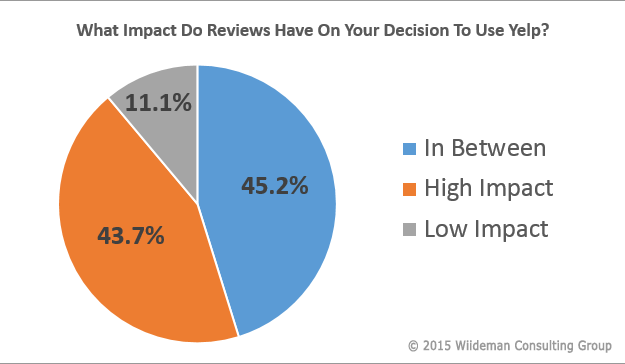 What Impact Do Reviews Have On Your Decision To Use Yelp?
11.1%
45.2%
43.7%
In Between
High Impact
Low Impact
© 2015 Wildeman Consulting Group